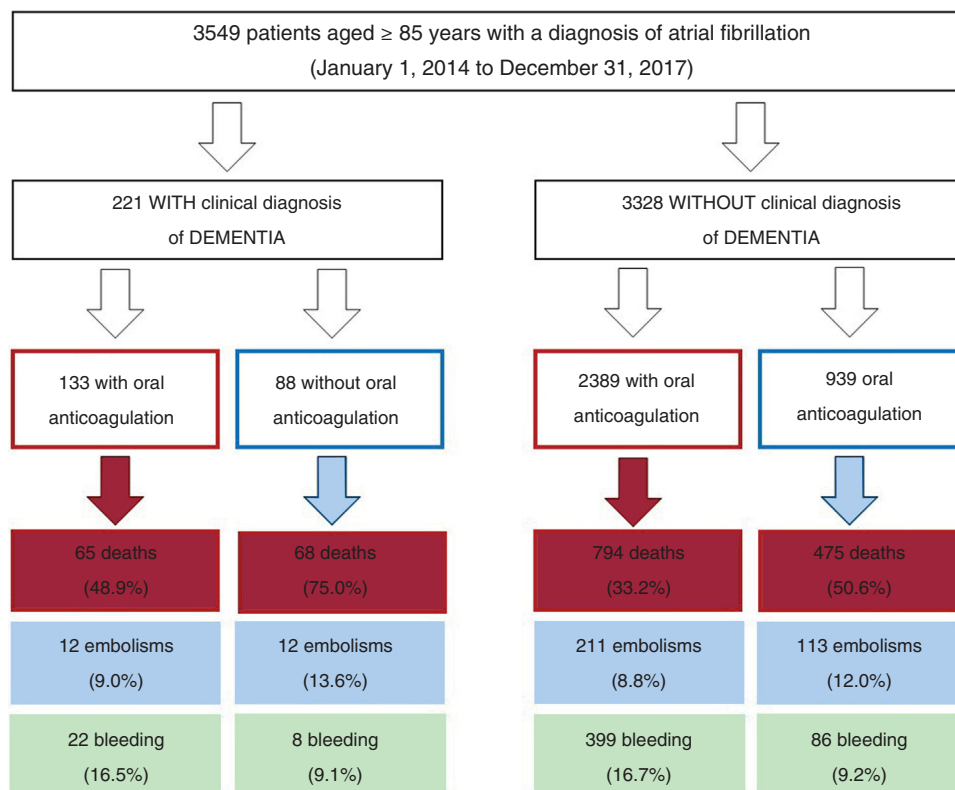 3549 patients aged ≥ 85 years with a diagnosis of atrial fibrillation
(January 1, 2014 to December 31, 2017)
221 WITH clinical diagnosis
of DEMENTIA
3328 WITHOUT clinical diagnosis
of DEMENTIA
133 with oral
anticoagulation
88 without oral
anticoagulation
2389 with oral
anticoagulation
939 oral
anticoagulation
65 deaths
(48.9%)
68 deaths
(75.0%)
794 deaths
(33.2%)
475 deaths
(50.6%)
12 embolisms
(9.0%)
12 embolisms
(13.6%)
211 embolisms
(8.8%)
113 embolisms
(12.0%)
22 bleeding
(16.5%)
8 bleeding
(9.1%)
399 bleeding
(16.7%)
86 bleeding
(9.2%)